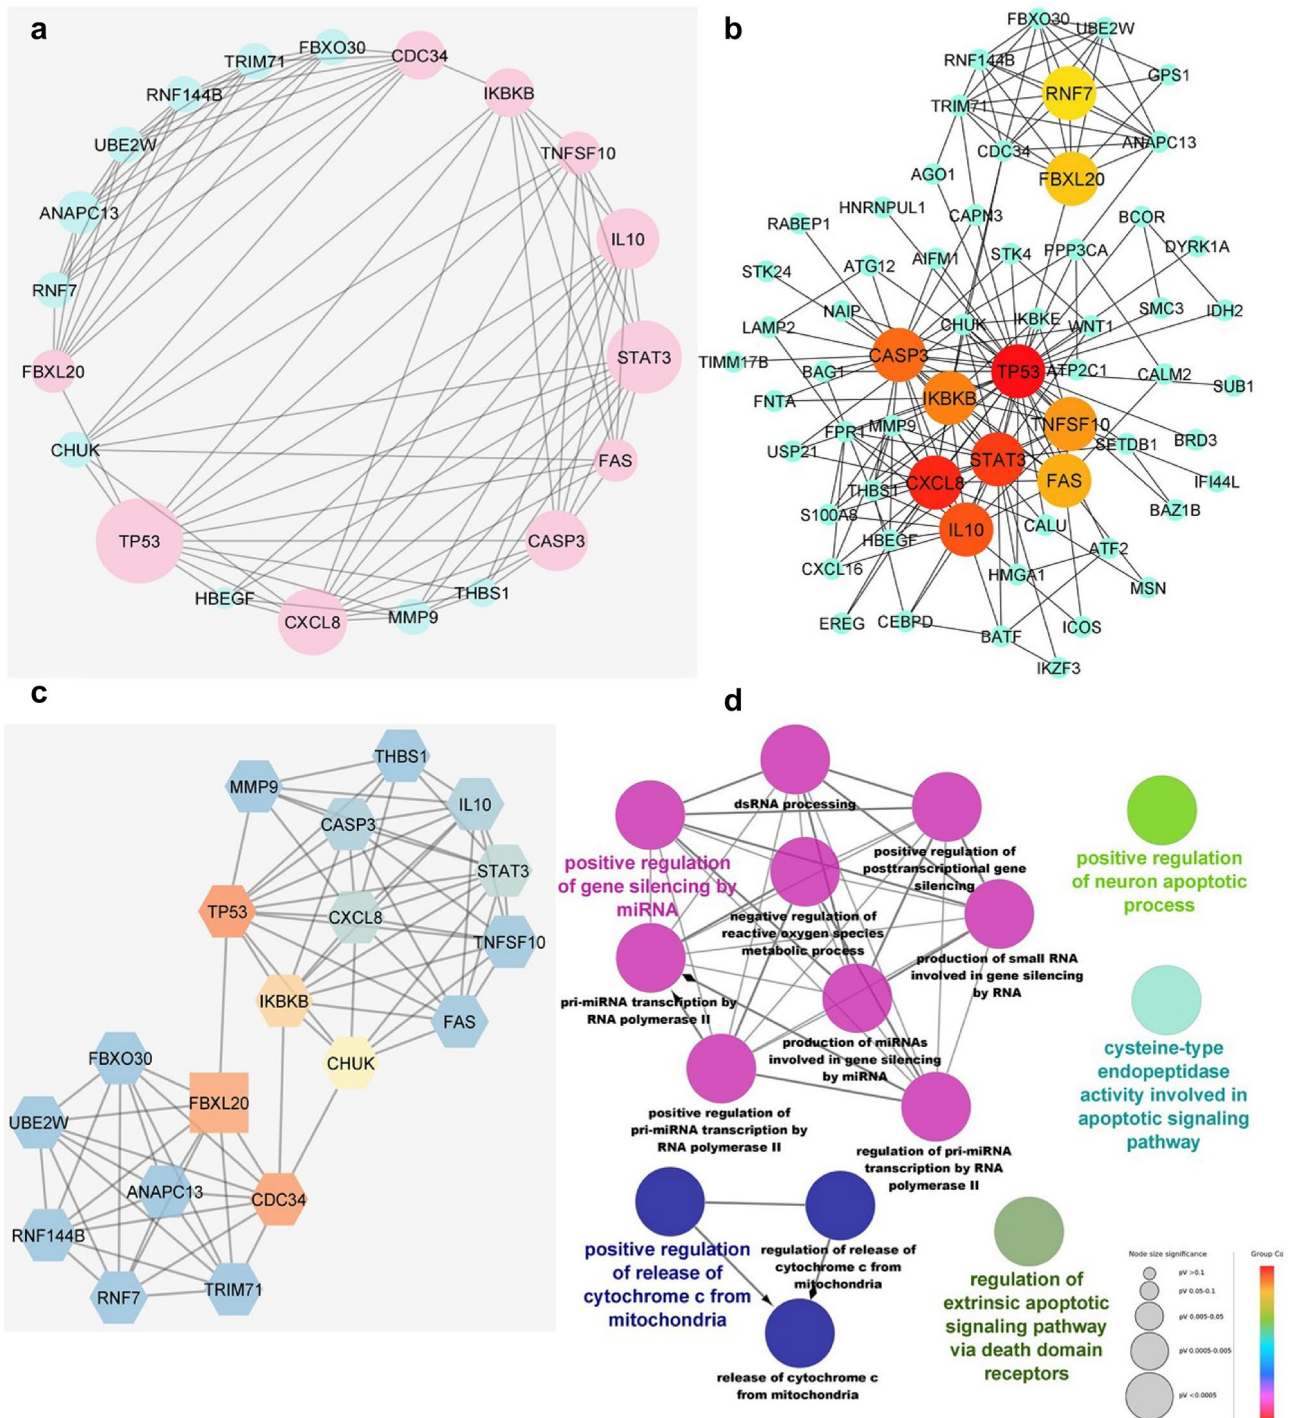 a
FBXO30
CDC34
TRIM71
IKBKB
RNF144B
TNFSF10
UBE2W
ANAPC13
IL10
RNF7
STAT3
FBXL20
CHUK
FAS
TP53
CASP3
HBEGF
THBS1
CXCL8
MMP9
b
FBXO30
UBE2W
RNF144B
GPS1
RNF7
TRIM71
ANAPC13
CDC34
FBXL20
AGO1
HNRNPUL1
CAPN3
BCOR
RABEP1
DYRK1A
STK4
PPP3CA
AIFM1
ATG12
STK24
NAIP
SMC3
IDH2
LAMP2
CHUK
IKBKE
WNT1
CASP3
TIMM17B
BAG1
TP53
ATP2C1
CALM2
SUB1
FNTA
IKBKB
MMP9
TNFSF10
FPR1
SETDB1
BRD3
USP21
STAT3
CXCL8
FAS
IFI44L
THBS1
BAZ1B
S100A8
CALU
IL10
HBEGF
ATF2
CXCL16
HMGA1
MSN
EREG
CEBPD
BATF
ICOS
IKZF3
c
THBS1
MMP9
IL10
CASP3
STAT3
TP53
CXCL8
TNFSF10
IKBKB
FAS
CHUK
FBXO30
FBXL20
UBE2W
ANAPC13
CDC34
RNF144B
TRIM71
RNF7
d
dsRNA processing
positive regulation
of gene silencing by
miRNA
positive regulation of
posttranscriptional gene
silencing
negative regulation of
reactive oxygen species
metabolic process
production of small RNA
involved in gene silencing
by RNA
pri-miRNA transcription by
RNA polymerase II
production of miRNAs
involved in gene silencing
by miRNA
positive regulation of
pri-miRNA transcription by
RNA polymerase II
regulation of pri-miRNA
transcription by RNA
polymerase II
positive regulation
of neuron apoptotic
process
cysteine-type
endopeptidase
activity involved in
apoptotic signaling
pathway
positive regulation
of release of
cytochrome c from
mitochondria
regulation of release of
cytochrome c from
mitochondria
release of cytochrome c
from mitochondria
regulation of
extrinsic apoptotic
signaling pathway
via death domain
receptors
Node size significance
pV >0.1
pV 0.05-0.1
pV 0.005-0.05
pV 0.0005-0.005
pV <0.0005
Group Co